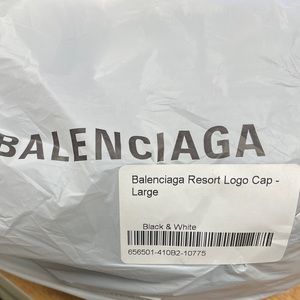 BALENCIAGA
Balenciaga Resort Logo Cap -
Large
Black & White
656501-410B2-10775